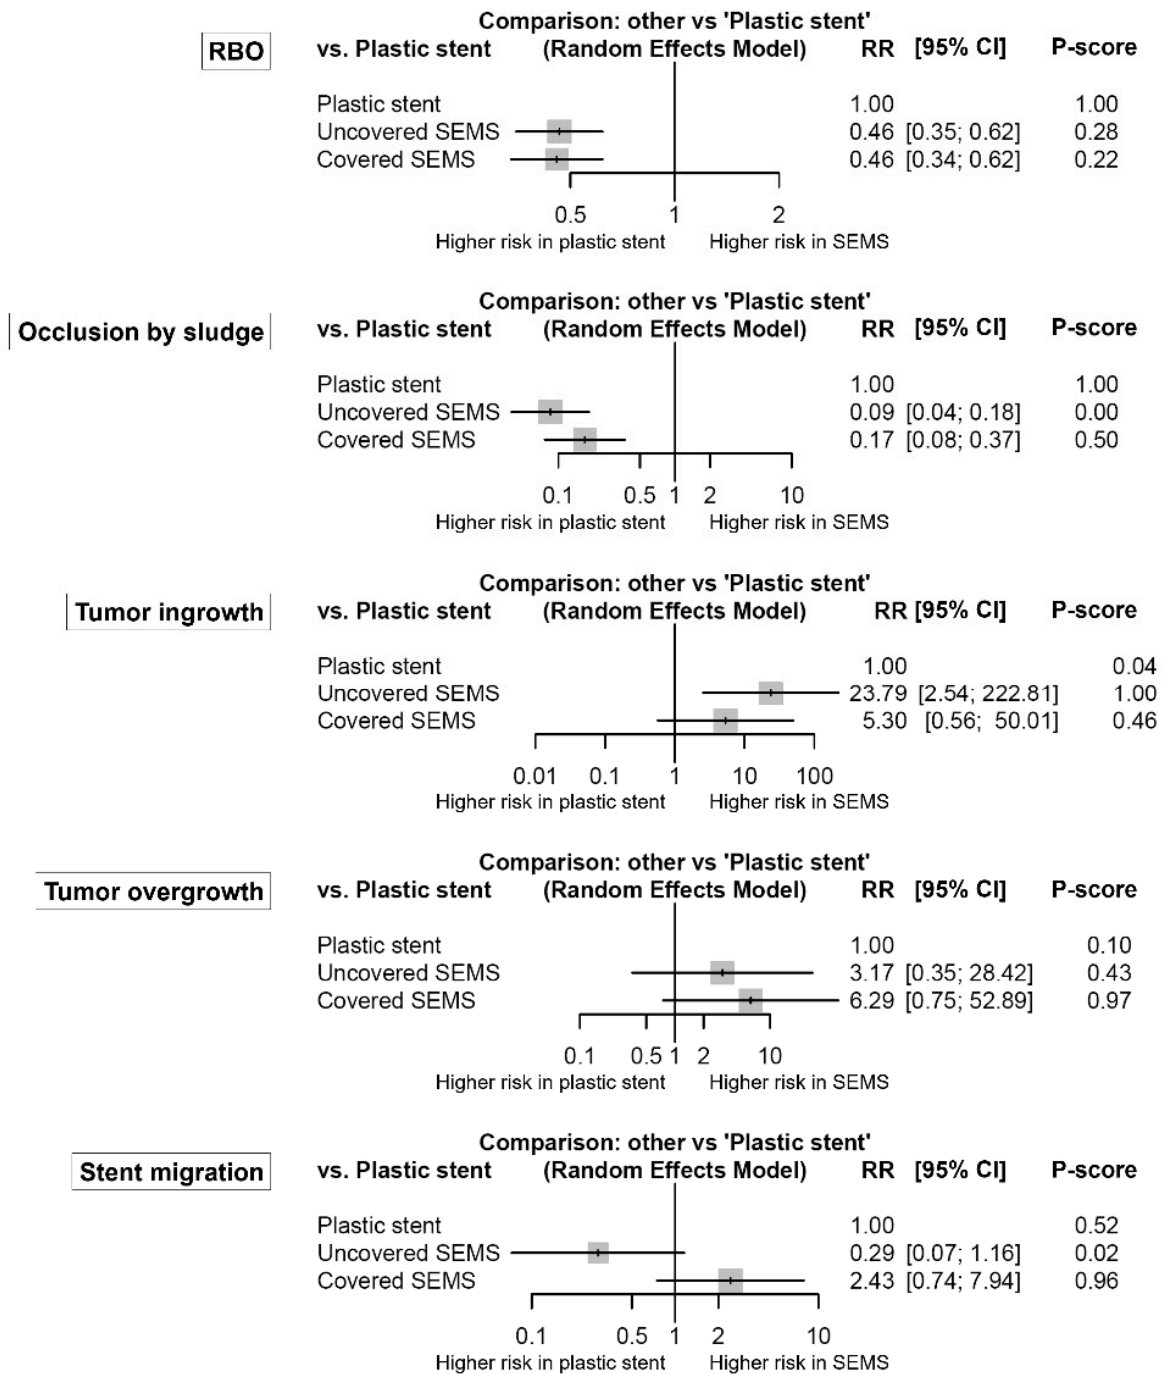 Comparison: other vs 'Plastic stent'
RBO vs. Plastic stent (Random Effects Model) RR [95% CI] P-score
Plastic stent 1.00 1.00
Uncovered SEMS 0.46 [0.35; 0.62] 0.28
Covered SEMS 0.46 [0.34; 0.62] 0.22
0.5 1 2
Higher risk in plastic stent Higher risk in SEMS
Comparison: other vs 'Plastic stent'
Occlusion by sludge vs. Plastic stent (Random Effects Model) RR [95% CI] P-score
Plastic stent 1.00 1.00
Uncovered SEMS 0.09 [0.04; 0.18] 0.00
Covered SEMS 0.17 [0.08; 0.37] 0.50
0.1 0.5 1 2 10
Higher risk in plastic stent Higher risk in SEMS
Comparison: other vs 'Plastic stent'
Tumor ingrowth vs. Plastic stent (Random Effects Model) RR [95% CI] P-score
Plastic stent 1.00 0.04
Uncovered SEMS 23.79 [2.54; 222.81] 1.00
Covered SEMS 5.30 [0.56; 50.01] 0.46
0.01 0.1 1 10 100
Higher risk in plastic stent Higher risk in SEMS
Comparison: other vs 'Plastic stent'
Tumor overgrowth vs. Plastic stent (Random Effects Model) RR [95% CI] P-score
Plastic stent 1.00 0.10
Uncovered SEMS 3.17 [0.35; 28.42] 0.43
Covered SEMS 6.29 [0.75; 52.89] 0.97
0.1 0.5 1 2 10
Higher risk in plastic stent Higher risk in SEMS
Comparison: other vs 'Plastic stent'
Stent migration vs. Plastic stent (Random Effects Model) RR [95% CI] P-score
Plastic stent 1.00 0.52
Uncovered SEMS 0.29 [0.07; 1.16] 0.02
Covered SEMS 2.43 [0.74; 7.94] 0.96
0.1 0.5 1 2 10
Higher risk in plastic stent Higher risk in SEMS